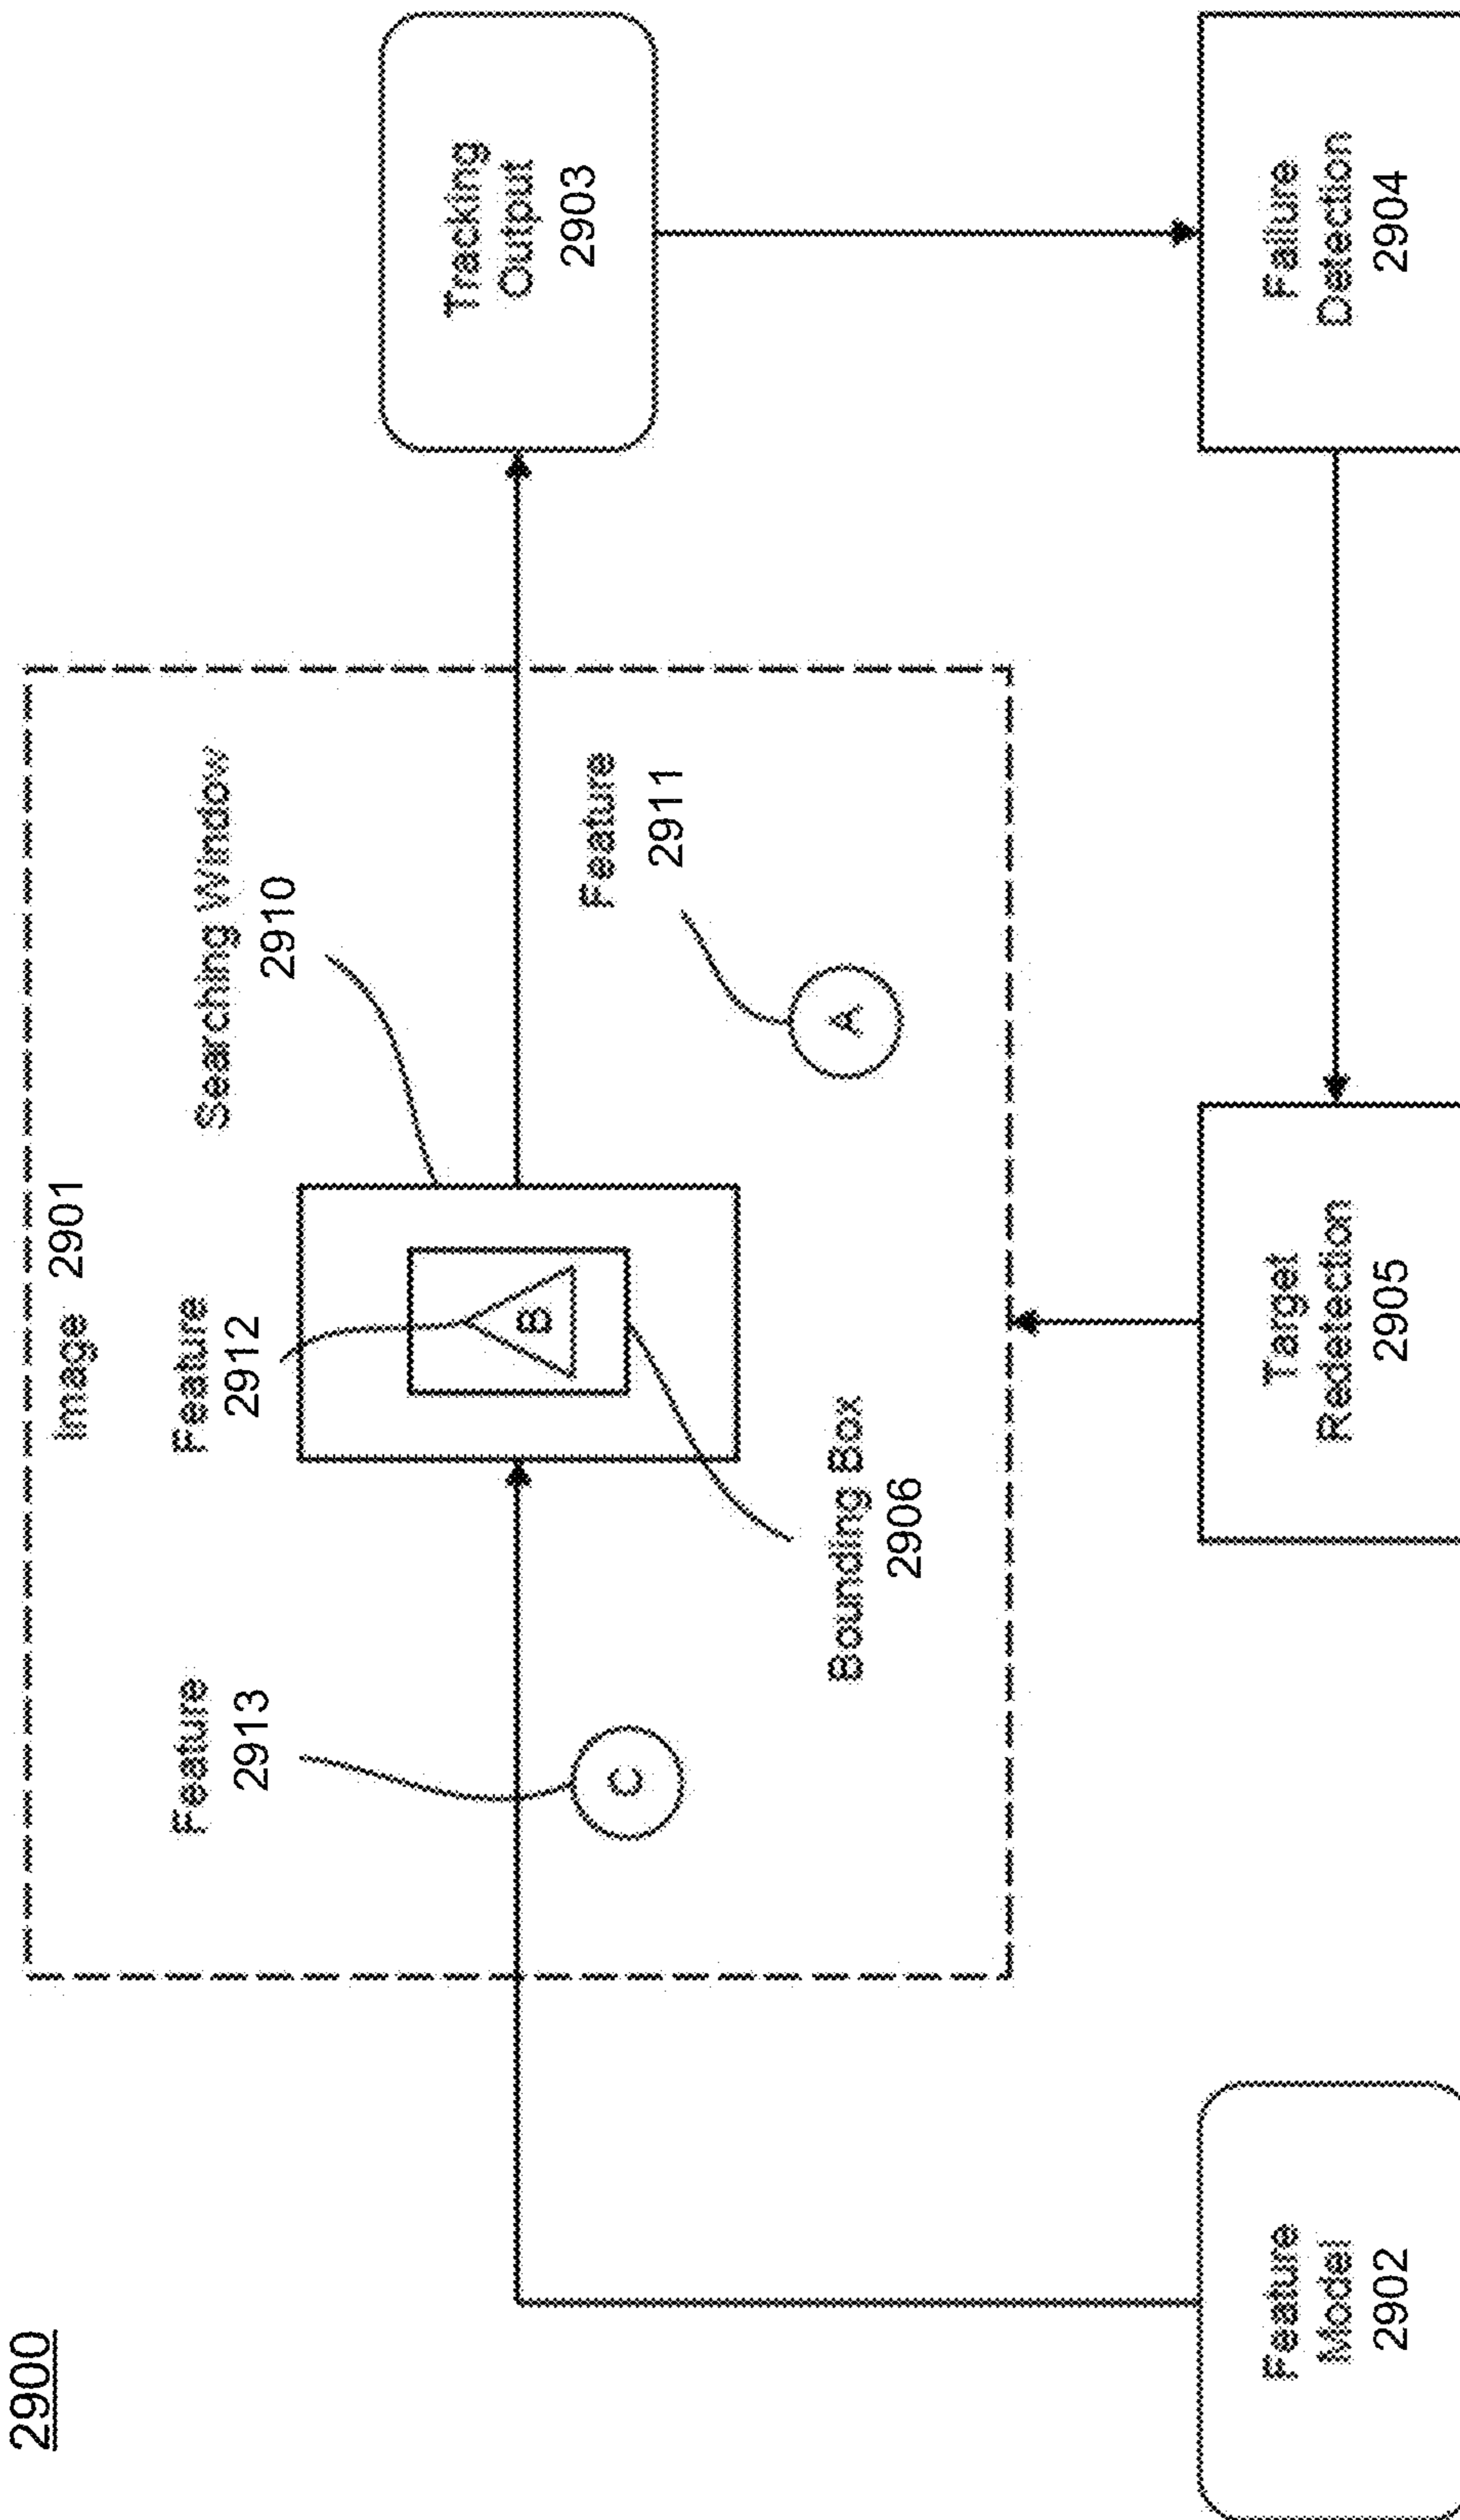 2900
Image 2901
Feature
2913
Feature
2912
Searching Window
2910
Feature
2911
C
B
A
Bounding Box
2906
Tracking
Output
2903
Feature
Model
2902
Target
Redetection
2905
Failure
Detection
2904